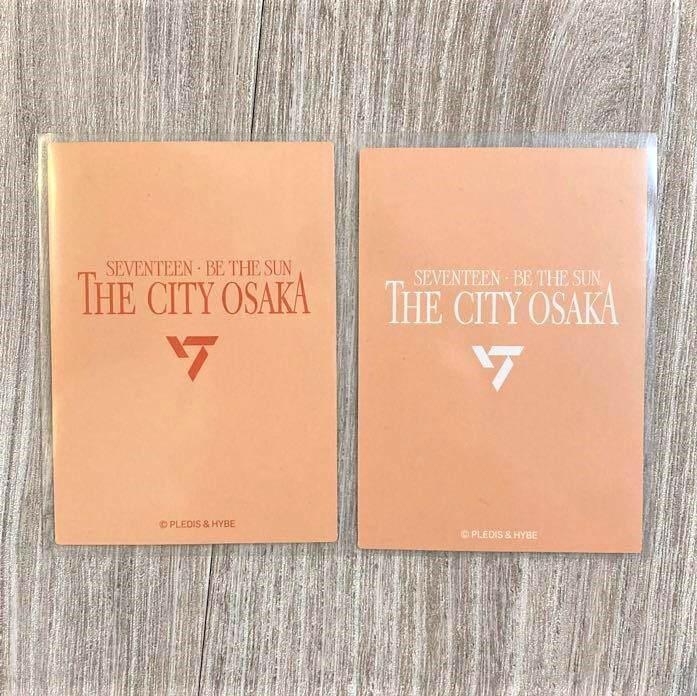 SEVENTEEN · BE THE SUN
THE CITY OSAKA
© PLEDIS & HYBE
SEVENTEEN · BE THE SUN
THE CITY OSAKA
© PLEDIS & HYBE